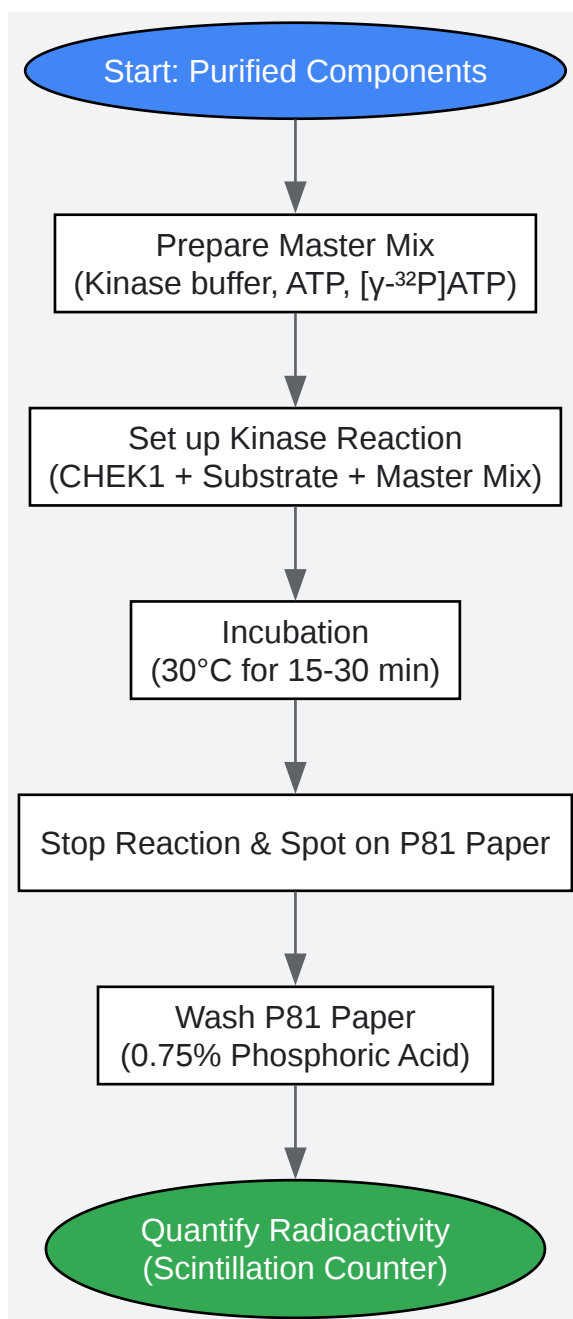 Start: Purified Components
Prepare Master Mix
(Kinase buffer, ATP, [γ-³²P]ATP)
Set up Kinase Reaction
(CHEK1 + Substrate + Master Mix)
Incubation
(30°C for 15-30 min)
Stop Reaction & Spot on P81 Paper
Wash P81 Paper
(0.75% Phosphoric Acid)
Quantify Radioactivity
(Scintillation Counter)